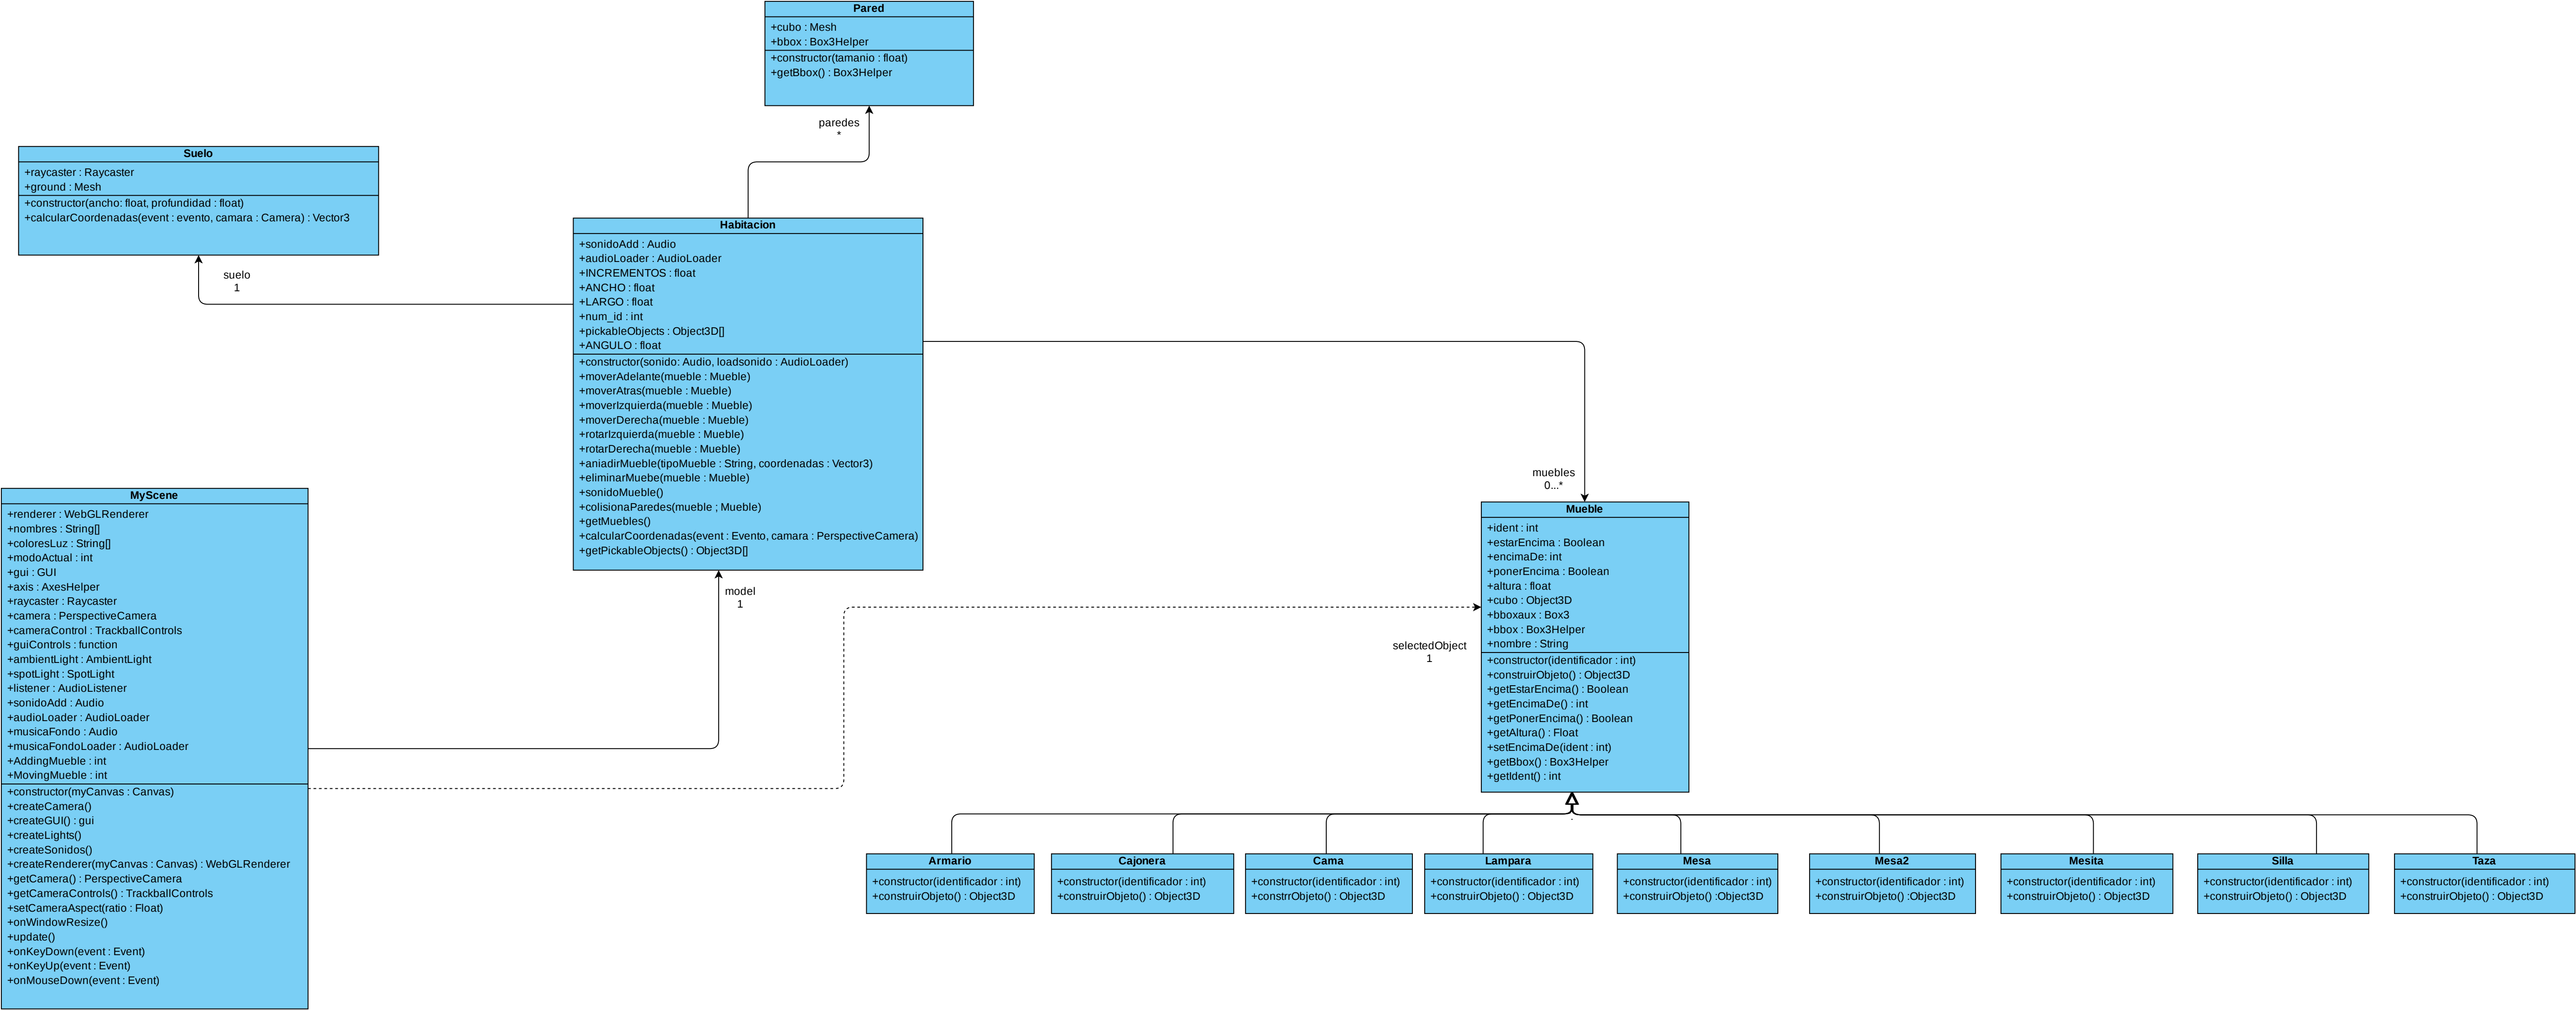 Pared
+cubo : Mesh
+bbox : Box3Helper
+constructor(tamanio : float)
+getBbox() : Box3Helper
paredes
*
Suelo
+raycaster : Raycaster
+ground : Mesh
+constructor(ancho: float, profundidad : float)
+calcularCoordenadas(event : evento, camara : Camera) : Vector3
suelo
1
Habitacion
+sonidoAdd : Audio
+audioLoader : AudioLoader
+INCREMENTOS : float
+ANCHO : float
+LARGO : float
+num_id : int
+pickableObjects : Object3D[]
+ANGULO : float
+constructor(sonido: Audio, loadsonido : AudioLoader)
+moverAdelante(mueble : Mueble)
+moverAtras(mueble : Mueble)
+moverIzquierda(mueble : Mueble)
+moverDerecha(mueble : Mueble)
+rotarIzquierda(mueble : Mueble)
+rotarDerecha(mueble : Mueble)
+aniadirMueble(tipoMueble : String, coordenadas : Vector3)
+eliminarMuebe(mueble : Mueble)
+sonidoMueble()
+colisionaParedes(mueble ; Mueble)
+getMuebles()
+calcularCoordenadas(event : Evento, camara : PerspectiveCamera)
+getPickableObjects() : Object3D[]
model
1
MyScene
+renderer : WebGLRenderer
+nombres : String[]
+coloresLuz : String[]
+modoActual : int
+gui : GUI
+axis : AxesHelper
+raycaster : Raycaster
+camera : PerspectiveCamera
+cameraControl : TrackballControls
+guiControls : function
+ambientLight : AmbientLight
+spotLight : SpotLight
+listener : AudioListener
+sonidoAdd : Audio
+audioLoader : AudioLoader
+musicaFondo : Audio
+musicaFondoLoader : AudioLoader
+AddingMueble : int
+MovingMueble : int
+constructor(myCanvas : Canvas)
+createCamera()
+createGUI() : gui
+createLights()
+createSonidos()
+createRenderer(myCanvas : Canvas) : WebGLRenderer
+getCamera() : PerspectiveCamera
+getCameraControls() : TrackballControls
+setCameraAspect(ratio : Float)
+onWindowResize()
+update()
+onKeyDown(event : Event)
+onKeyUp(event : Event)
+onMouseDown(event : Event)
muebles
0...*
selectedObject
1
Mueble
+ident : int
+estarEncima : Boolean
+encimaDe: int
+ponerEncima : Boolean
+altura : float
+cubo : Object3D
+bboxaux : Box3
+bbox : Box3Helper
+nombre : String
+constructor(identificador : int)
+construirObjeto() : Object3D
+getEstarEncima() : Boolean
+getEncimaDe() : int
+getPonerEncima() : Boolean
+getAltura() : Float
+setEncimaDe(ident : int)
+getBbox() : Box3Helper
+getIdent() : int
Armario
+constructor(identificador : int)
+construirObjeto() : Object3D
Cajonera
+constructor(identificador : int)
+construirObjeto() : Object3D
Cama
+constructor(identificador : int)
+constrrObjeto() : Object3D
Lampara
+constructor(identificador : int)
+construirObjeto() : Object3D
Mesa
+constructor(identificador : int)
+construirObjeto() :Object3D
Mesa2
+constructor(identificador : int)
+construirObjeto() :Object3D
Mesita
+constructor(identificador : int)
+construirObjeto() : Object3D
Silla
+constructor(identificador : int)
+construirObjeto() : Object3D
Taza
+constructor(identificador : int)
+construirObjeto() : Object3D